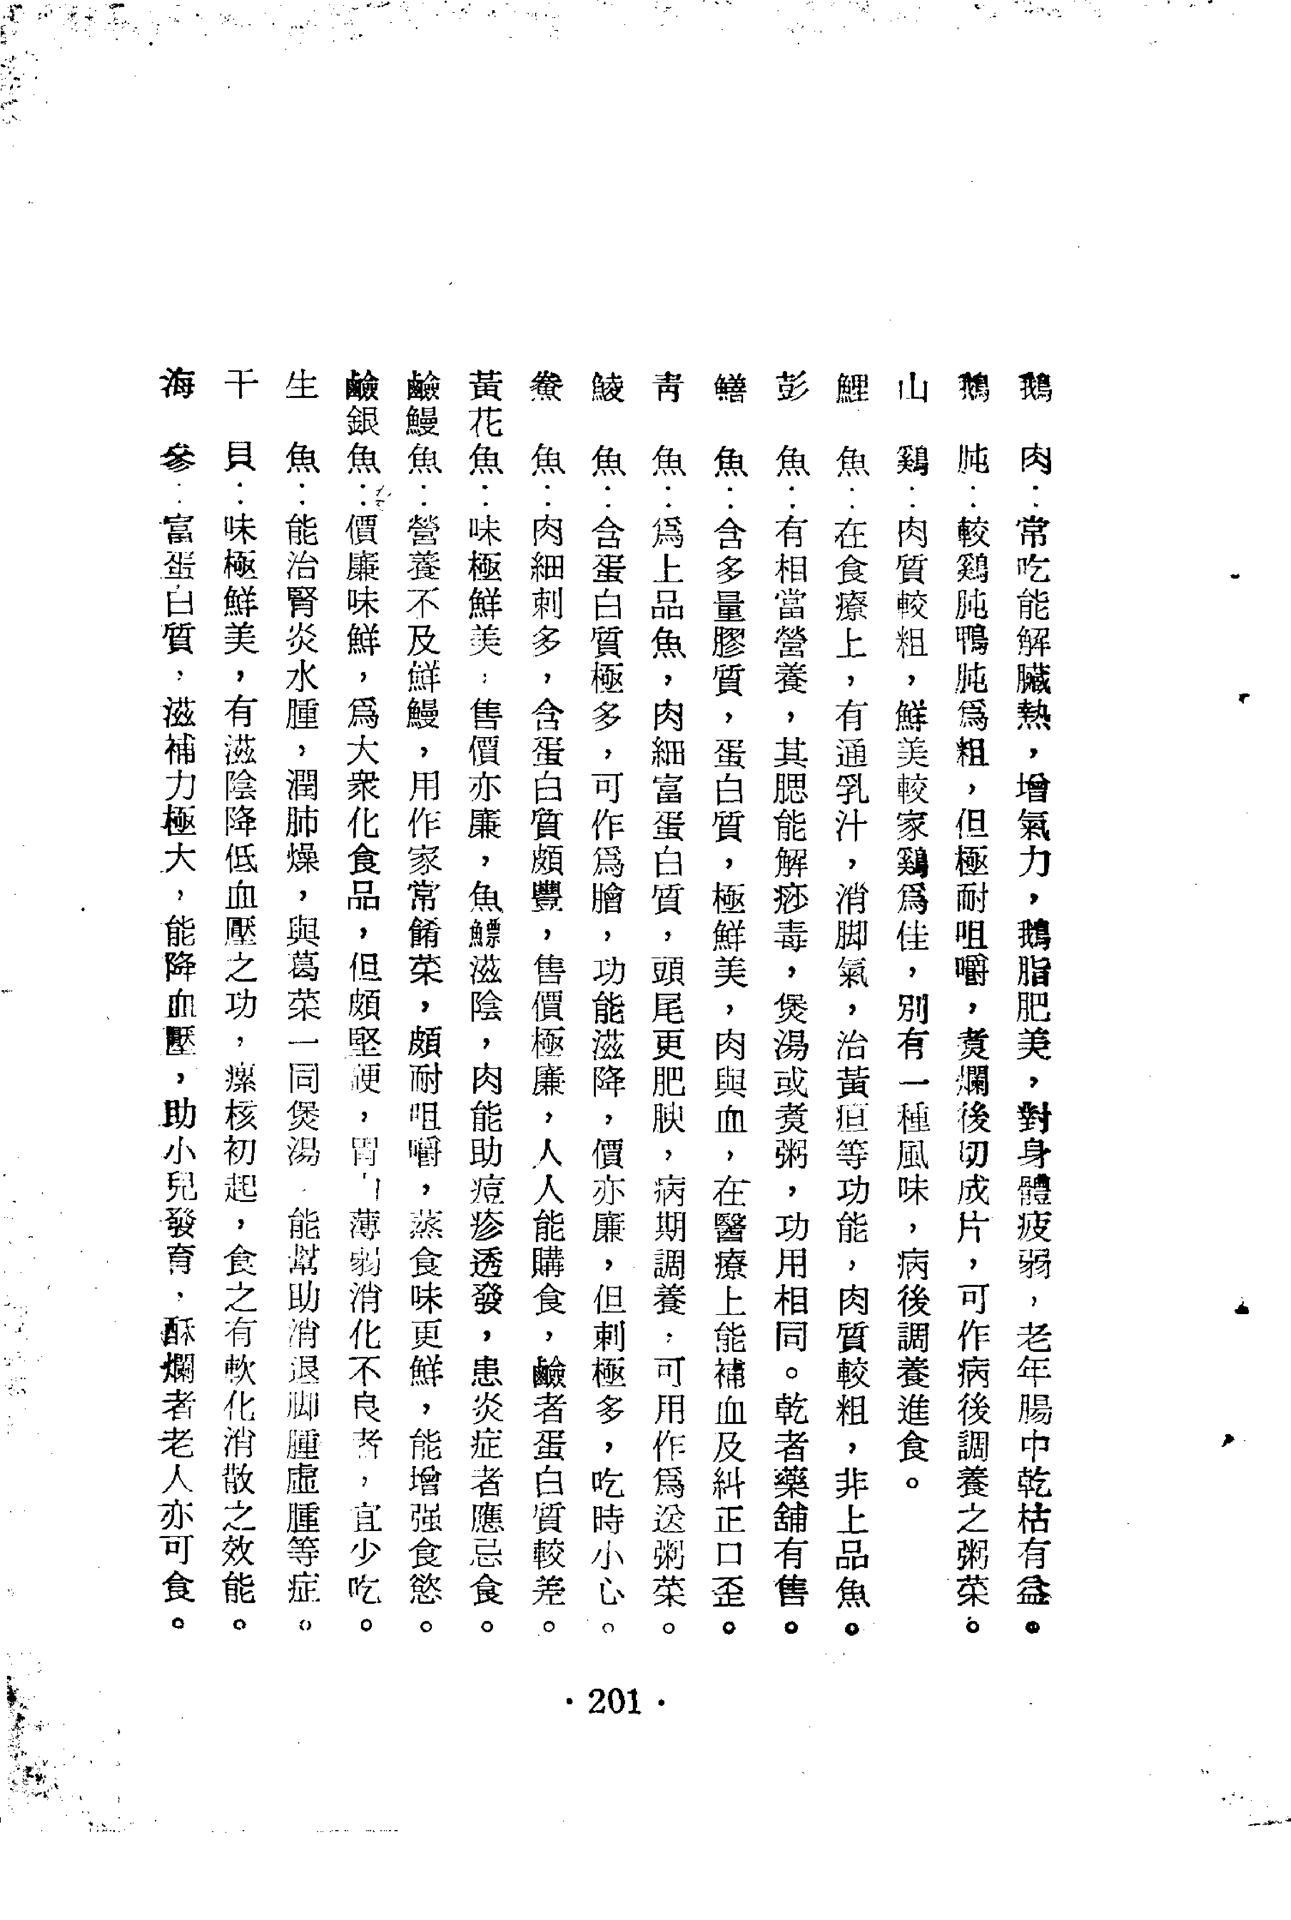 鵝　肉：常吃能解臟熱，增氣力，鵝脂肥美，對身體疲弱，老年腸中乾枯有益。
鵝　肫：較鷄肫鴨肫爲粗，但極耐咀嚼，煮爛後切成片，可作病後調養之粥菜。
山　鷄：肉質較粗，鮮美較家鷄爲佳，別有一種風味，病後調養進食。
鯉　魚：在食療上，有通乳汁，消脚氣，治黃疸等功能，肉質較粗，非上品魚。
彭　魚：有相當營養，其腮能解痧毒，煲湯或煮粥，功用相同。乾者藥舖有售。
鱔　魚：含多量膠質，蛋白質，極鮮美，肉與血，在醫療上能補血及糾正口歪。
青　魚：爲上品魚，肉細富蛋白質，頭尾更肥腴，病期調養，可用作爲送粥菜。
鯪　魚：含蛋白質極多，可作爲膾，功能滋降，價亦廉，但刺極多，吃時小心。
鮝　魚：肉細刺多，含蛋白質頗豐，售價極廉，人人能購食，鹼者蛋白質較差。
黃花魚：味極鮮美，售價亦廉，魚鰾滋陰，肉能助痘疹透發，患炎症者應忌食。
鹼鰻魚：營養不及鮮鰻，用作家常餚菜，頗耐咀嚼，蒸食味更鮮，能增强食慾。
鹼銀魚：價廉味鮮，爲大衆化食品，但頗堅硬，胃薄弱消化不良者，宜少吃。
生　魚：能治腎炎水腫，潤肺燥，與葛菜一同煲湯，能幫助消退脚腫虛腫等症。
干　貝：味極鮮美，有滋陰降低血壓之功，瘰核初起，食之有軟化消散之效能。
海　參：富蛋白質，滋補力極大，能降血壓，助小兒發育，酥爛者老人亦可食。
·201·